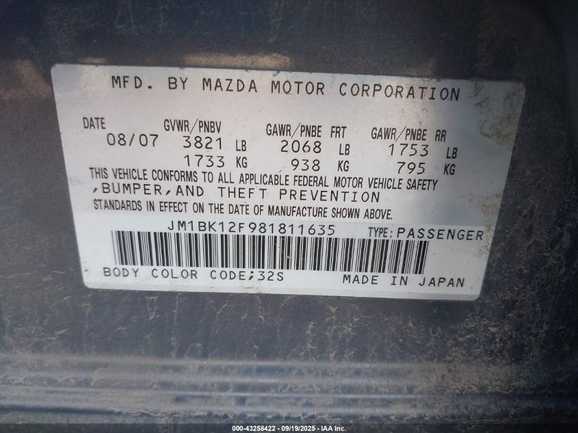 MFD. BY MAZDA MOTOR CORPORATION
DATE GVWR/PNBV GAWR/PNBE FRT GAWR/PNBE RR
08/07 3821 LB 2068 LB 1753 LB
1733 KG 938 KG 795 KG
THIS VEHICLE CONFORMS TO ALL APPLICABLE FEDERAL MOTOR VEHICLE SAFETY
,BUMPER,AND THEFT PREVENTION
STANDARDS IN EFFECT ON THE DATE OF MANUFACTURE SHOWN ABOVE.
JM1BK12F981811635 TYPE:PASSENGER
BODY COLOR CODE;32S MADE IN JAPAN
000-43258422 - 09/19/2025 - IAA Inc.